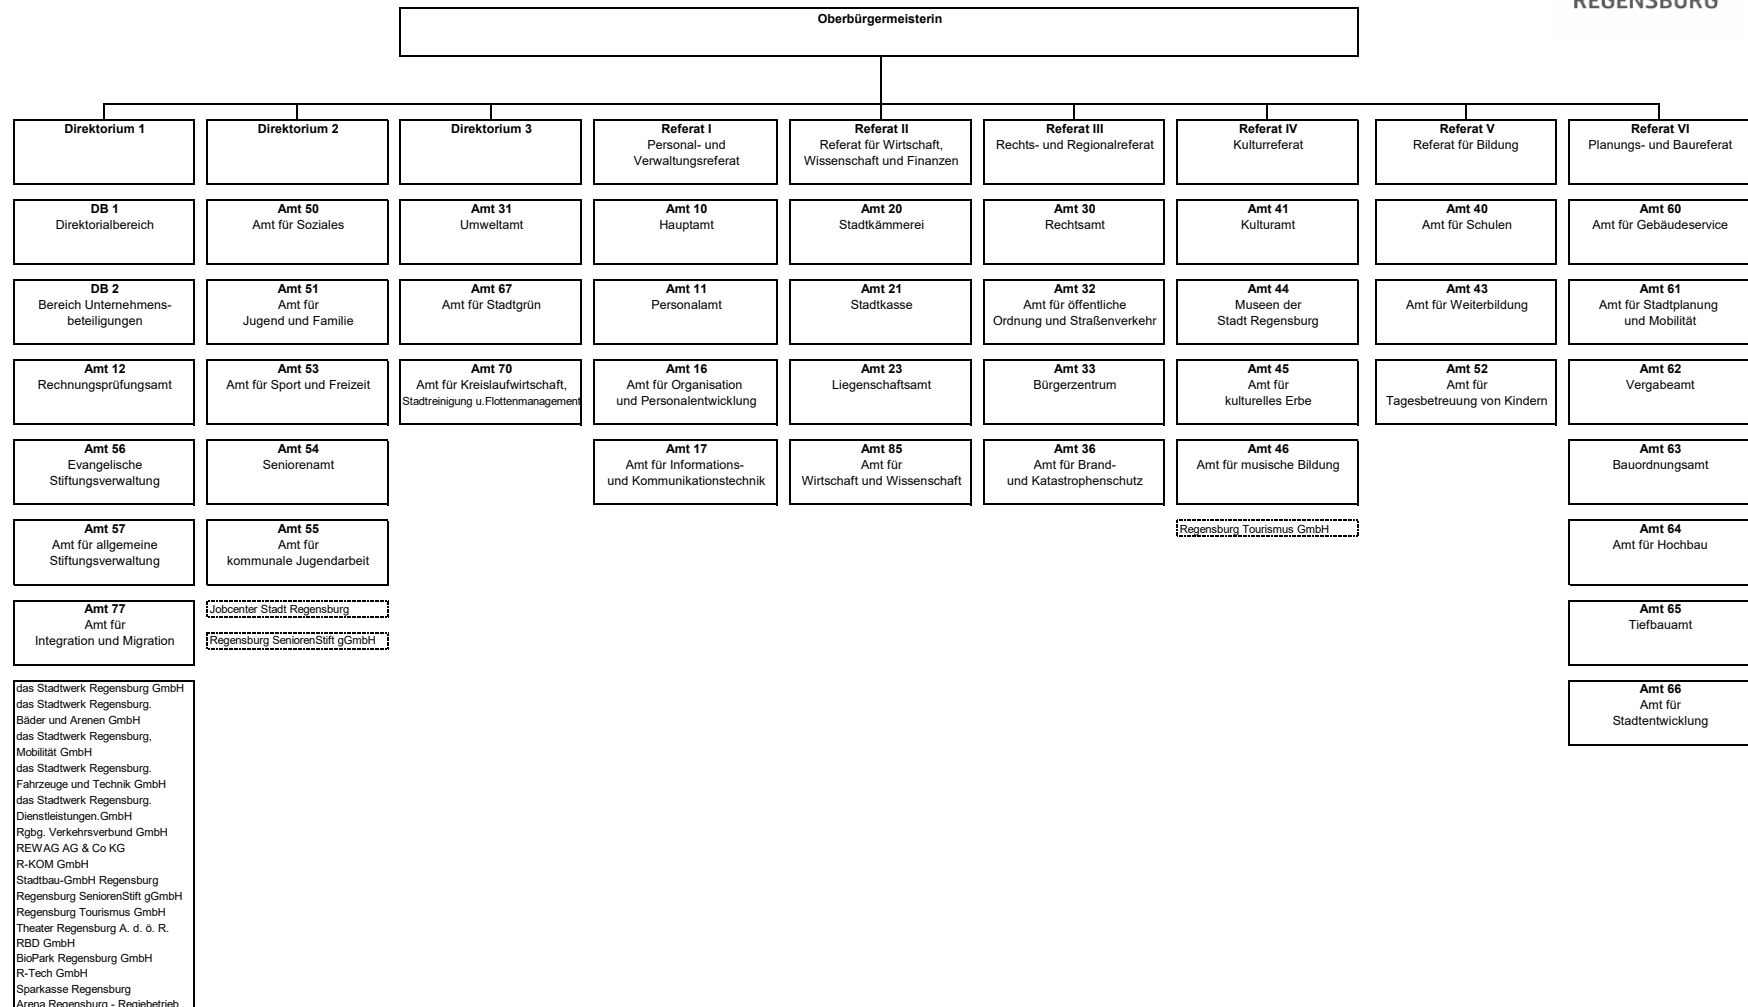 REGENSBURG
Oberbürgermeisterin
Direktorium 1
DB 1
Direktorialbereich
DB 2
Bereich Unternehmens-
beteiligungen
Amt 12
Rechnungsprüfungsamt
Amt 56
Evangelische
Stiftungsverwaltung
Amt 57
Amt für allgemeine
Stiftungsverwaltung
Amt 77
Amt für
Integration und Migration
das Stadtwerk Regensburg GmbH
das Stadtwerk Regensburg.
Bäder und Arenen GmbH
das Stadtwerk Regensburg,
Mobilität GmbH
das Stadtwerk Regensburg.
Fahrzeuge und Technik GmbH
das Stadtwerk Regensburg.
Dienstleistungen.GmbH
Rgbg. Verkehrsverbund GmbH
REWAG AG & Co KG
R-KOM GmbH
Stadtbau-GmbH Regensburg
Regensburg SeniorenStift gGmbH
Regensburg Tourismus GmbH
Theater Regensburg A. d. ö. R.
RBD GmbH
BioPark Regensburg GmbH
R-Tech GmbH
Sparkasse Regensburg
Arena Regensburg - Regiebetrieb
Direktorium 2
Amt 50
Amt für Soziales
Amt 51
Amt für
Jugend und Familie
Amt 53
Amt für Sport und Freizeit
Amt 54
Seniorenamt
Amt 55
Amt für
kommunale Jugendarbeit
Jobcenter Stadt Regensburg
Regensburg SeniorenStift gGmbH
Direktorium 3
Amt 31
Umweltamt
Amt 67
Amt für Stadtgrün
Amt 70
Amt für Kreislaufwirtschaft,
Stadtreinigung u.Flottenmanagement
Referat I
Personal- und
Verwaltungsreferat
Amt 10
Hauptamt
Amt 11
Personalamt
Amt 16
Amt für Organisation
und Personalentwicklung
Amt 17
Amt für Informations-
und Kommunikationstechnik
Referat II
Referat für Wirtschaft,
Wissenschaft und Finanzen
Amt 20
Stadtkämmerei
Amt 21
Stadtkasse
Amt 23
Liegenschaftsamt
Amt 85
Amt für
Wirtschaft und Wissenschaft
Referat III
Rechts- und Regionalreferat
Amt 30
Rechtsamt
Amt 32
Amt für öffentliche
Ordnung und Straßenverkehr
Amt 33
Bürgerzentrum
Amt 36
Amt für Brand-
und Katastrophenschutz
Referat IV
Kulturreferat
Amt 41
Kulturamt
Amt 44
Museen der
Stadt Regensburg
Amt 45
Amt für
kulturelles Erbe
Amt 46
Amt für musische Bildung
Regensburg Tourismus GmbH
Referat V
Referat für Bildung
Amt 40
Amt für Schulen
Amt 43
Amt für Weiterbildung
Amt 52
Amt für
Tagesbetreuung von Kindern
Referat VI
Planungs- und Baureferat
Amt 60
Amt für Gebäudeservice
Amt 61
Amt für Stadtplanung
und Mobilität
Amt 62
Vergabeamt
Amt 63
Bauordnungsamt
Amt 64
Amt für Hochbau
Amt 65
Tiefbauamt
Amt 66
Amt für
Stadtentwicklung